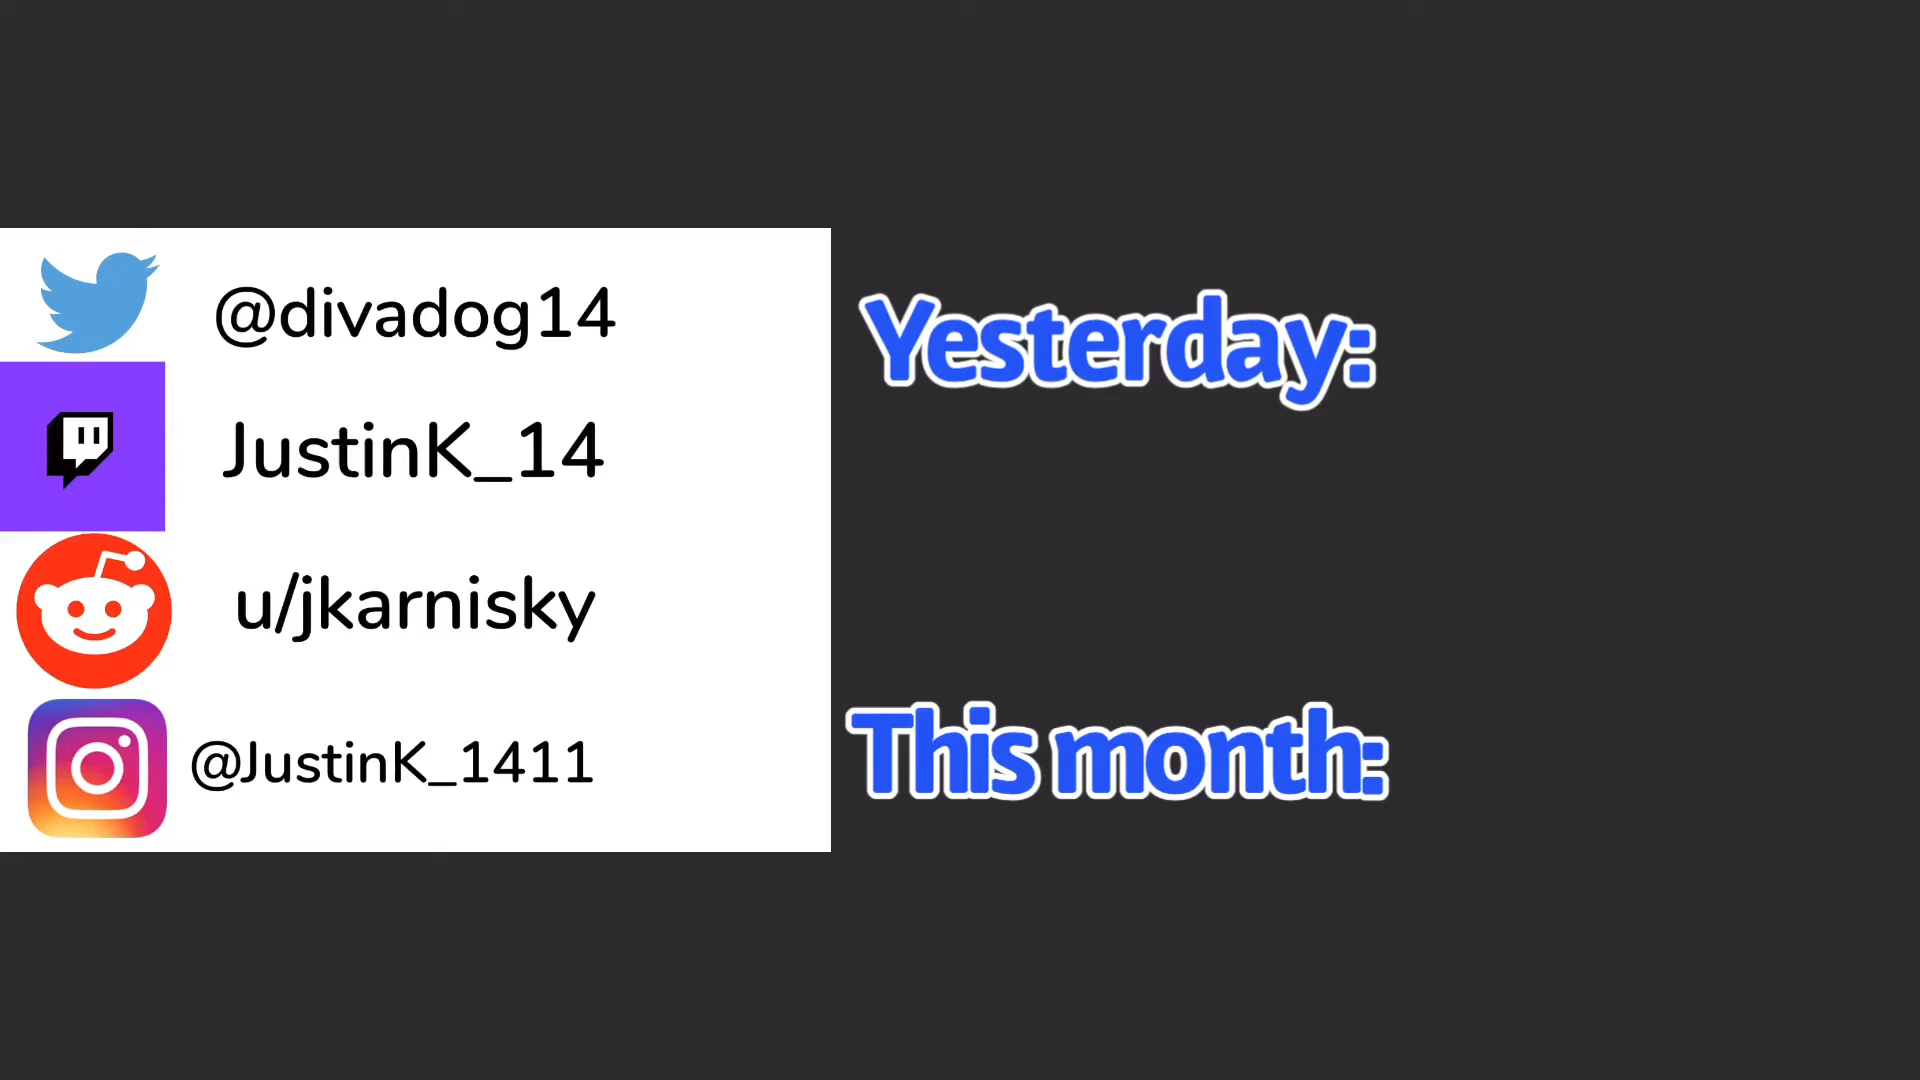 @divadog14
JustinK_14
u/jkarnisky
@JustinK_1411
Yesterday:
This month: